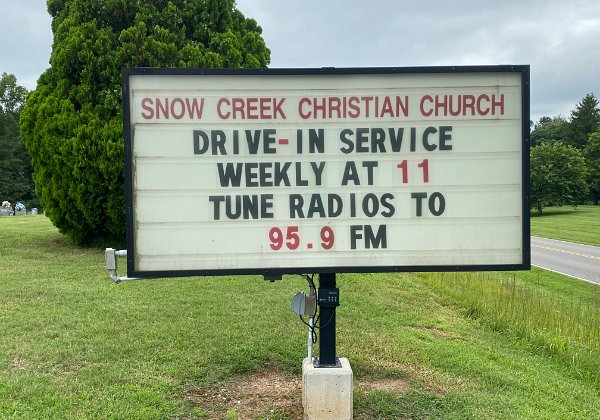 SNOW CREEK CHRISTIAN CHURCH
DRIVE-IN SERVICE
WEEKLY AT 11
TUNE RADIOS TO
95.9 FM